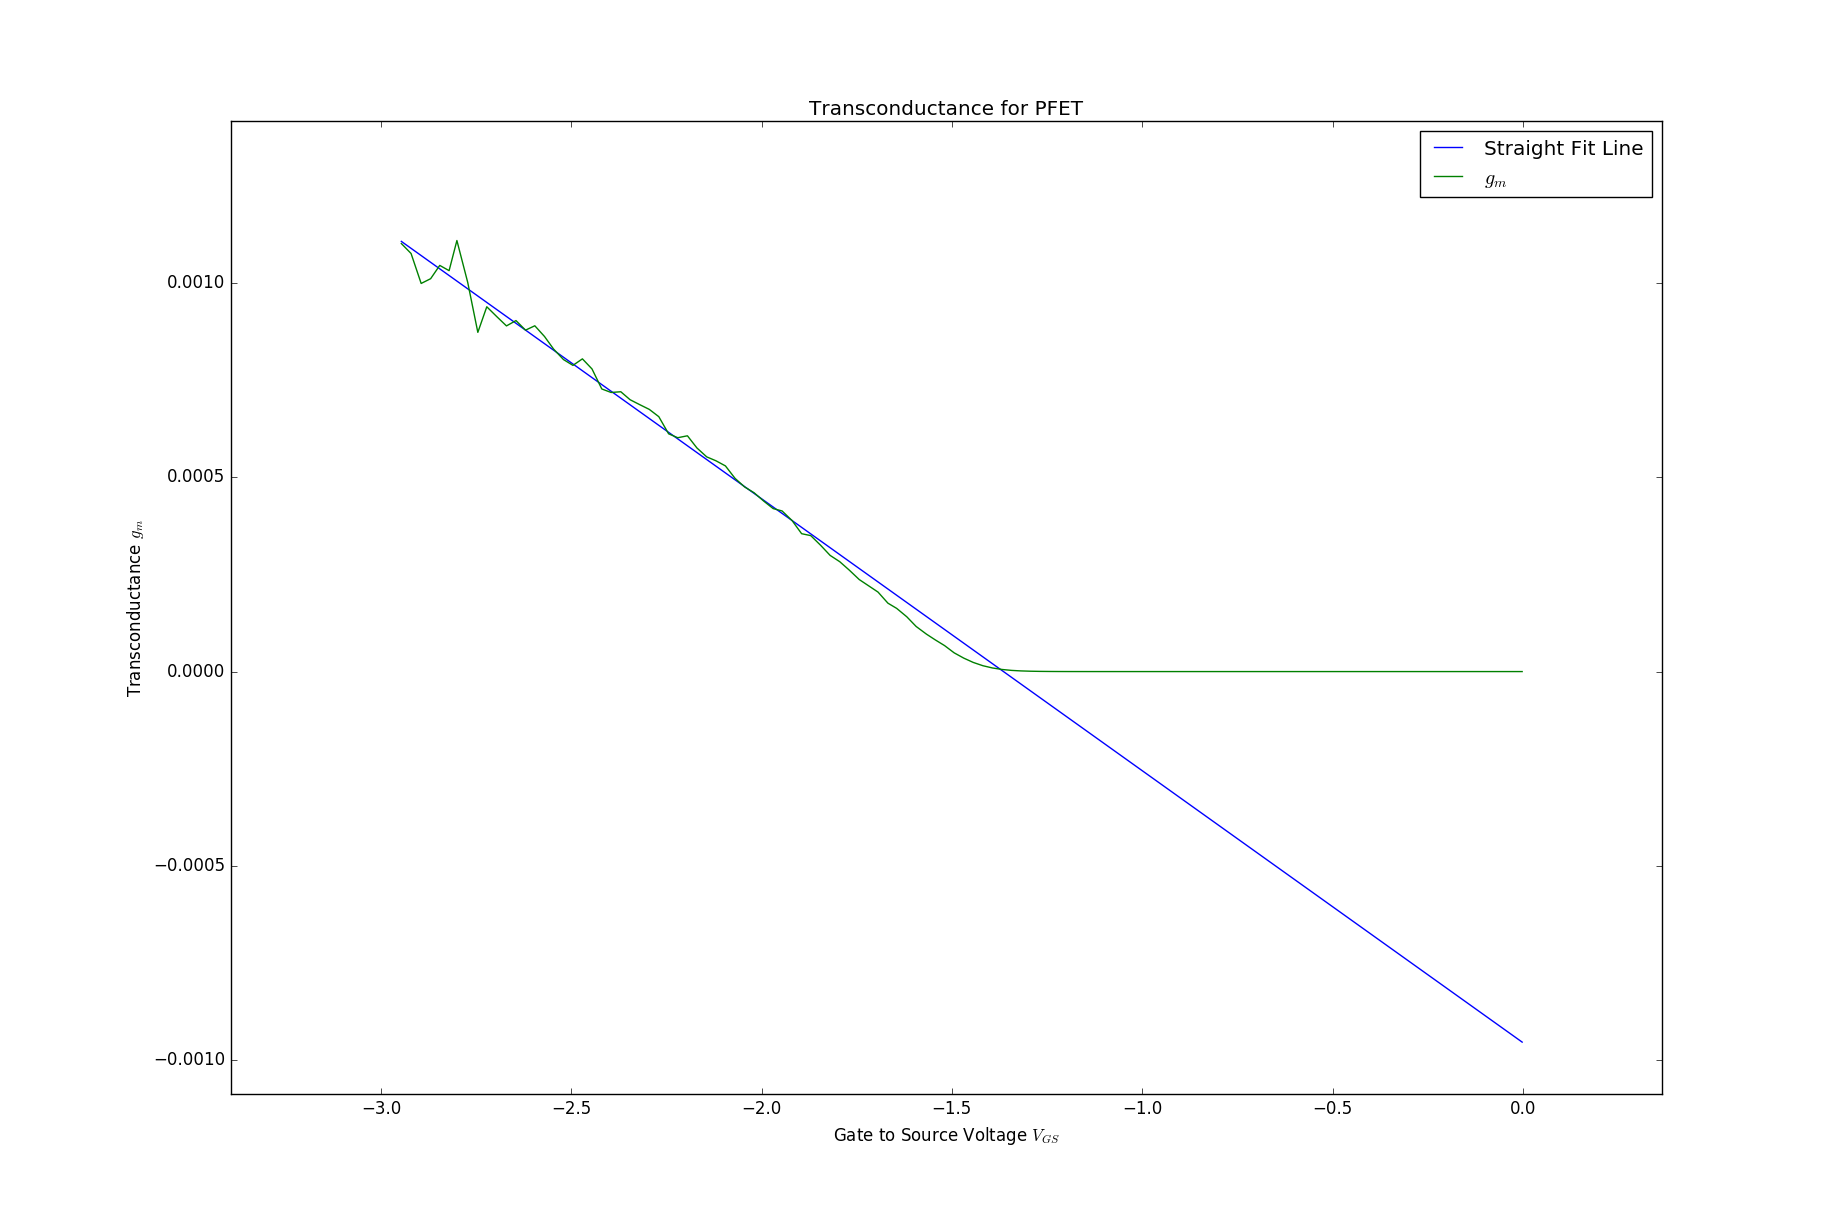 Transconductance for PFET
Straight Fit Line
g_m
0.0010
0.0005
0.0000
−0.0005
−0.0010
Transconductance g_m
−3.0 −2.5 −2.0 −1.5 −1.0 −0.5 0.0
Gate to Source Voltage V_GS